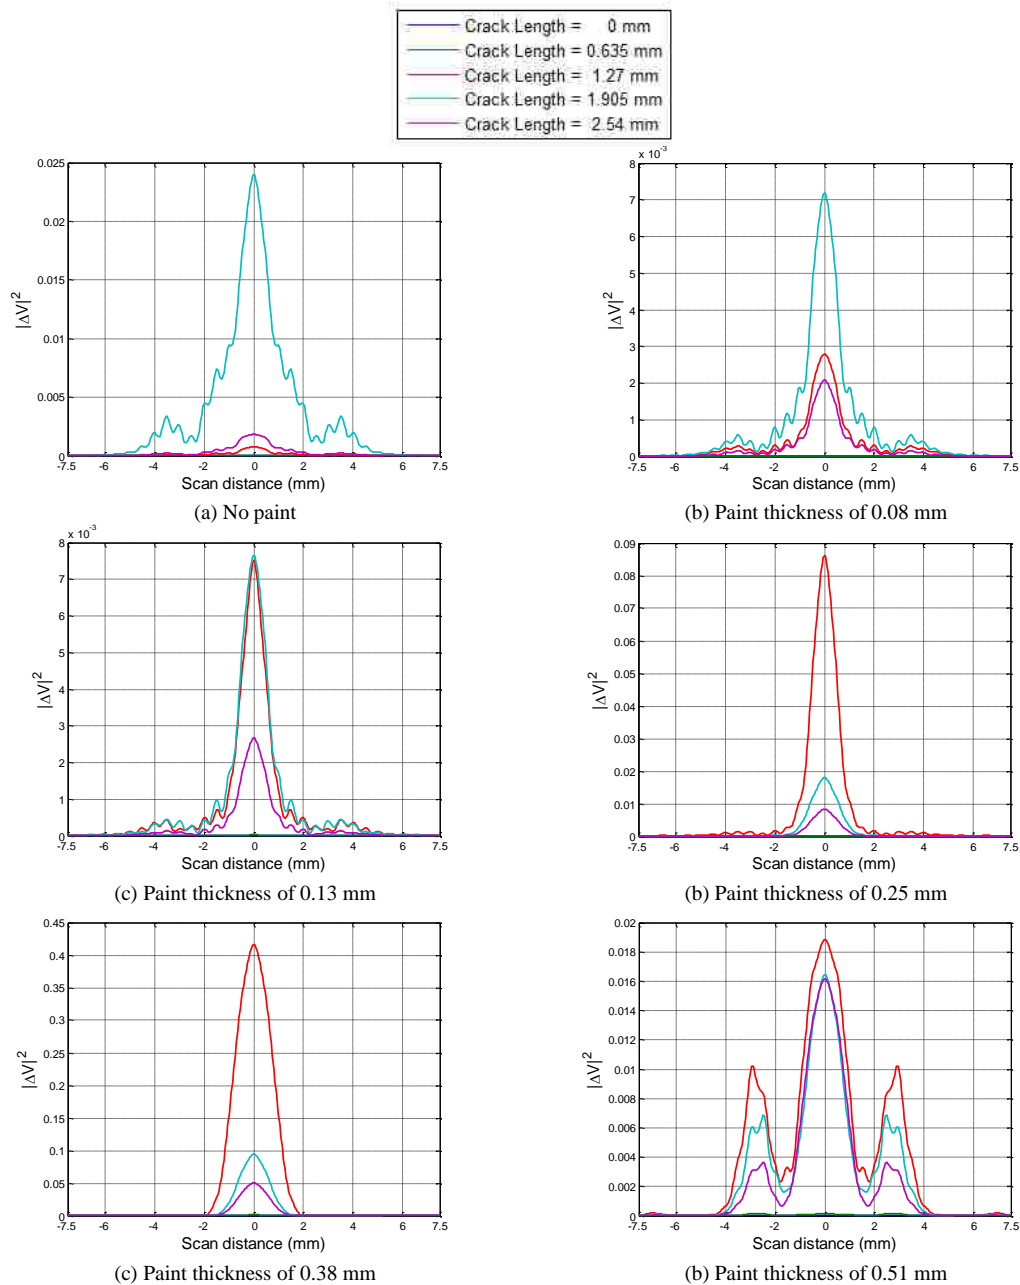 Crack Length = 0 mm
Crack Length = 0.635 mm
Crack Length = 1.27 mm
Crack Length = 1.905 mm
Crack Length = 2.54 mm
0.025
0.02
0.015
0.01
0.005
0
|ΔV|²
-7.5 -6 -4 -2 0 2 4 6 7.5
Scan distance (mm)
(a) No paint
x 10⁻³
8
7
6
5
4
3
2
1
0
|ΔV|²
-7.5 -6 -4 -2 0 2 4 6 7.5
Scan distance (mm)
(b) Paint thickness of 0.08 mm
x 10⁻³
8
7
6
5
4
3
2
1
0
|ΔV|²
-7.5 -6 -4 -2 0 2 4 6 7.5
Scan distance (mm)
(c) Paint thickness of 0.13 mm
0.09
0.08
0.07
0.06
0.05
0.04
0.03
0.02
0.01
0
|ΔV|²
-7.5 -6 -4 -2 0 2 4 6 7.5
Scan distance (mm)
(b) Paint thickness of 0.25 mm
0.45
0.4
0.35
0.3
0.25
0.2
0.15
0.1
0.05
0
|ΔV|²
-7.5 -6 -4 -2 0 2 4 6 7.5
Scan distance (mm)
(c) Paint thickness of 0.38 mm
0.02
0.018
0.016
0.014
0.012
0.01
0.008
0.006
0.004
0.002
0
|ΔV|²
-7.5 -6 -4 -2 0 2 4 6 7.5
Scan distance (mm)
(b) Paint thickness of 0.51 mm